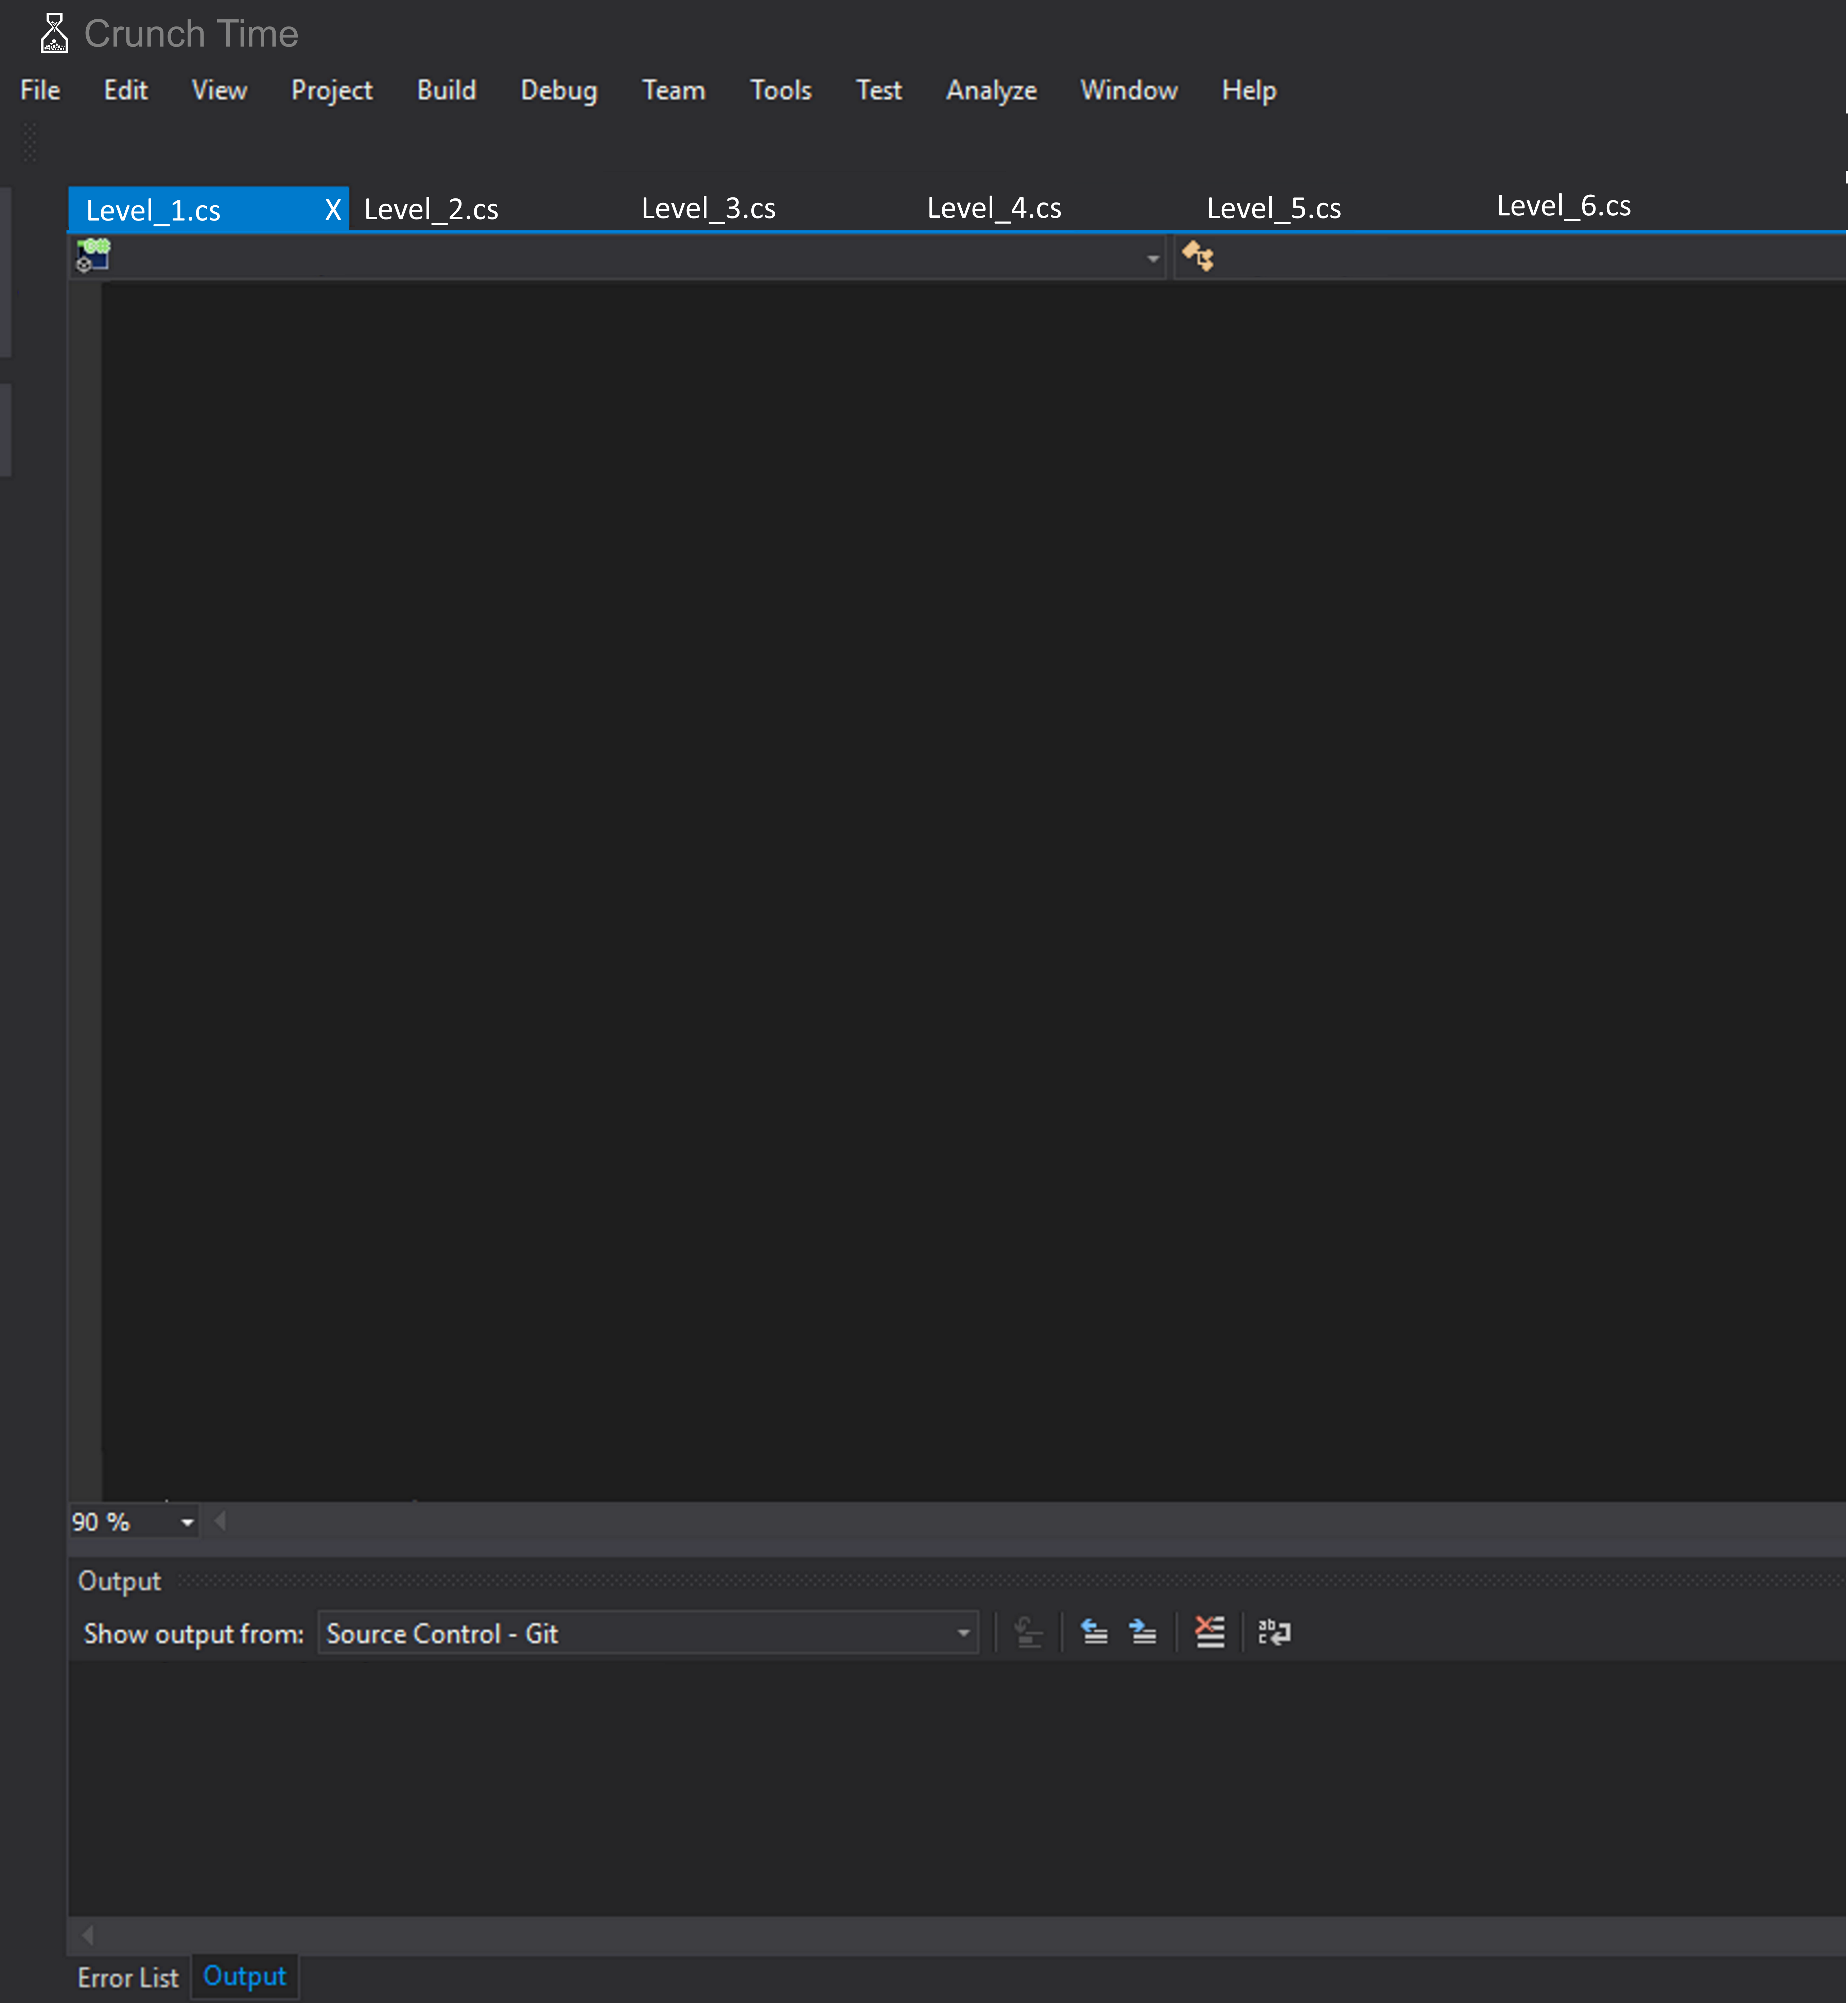 Crunch Time
File Edit View Project Build Debug Team Tools Test Analyze Window Help
Level_1.cs X Level_2.cs Level_3.cs Level_4.cs Level_5.cs Level_6.cs
90 %
Output
Show output from: Source Control - Git
Error List Output